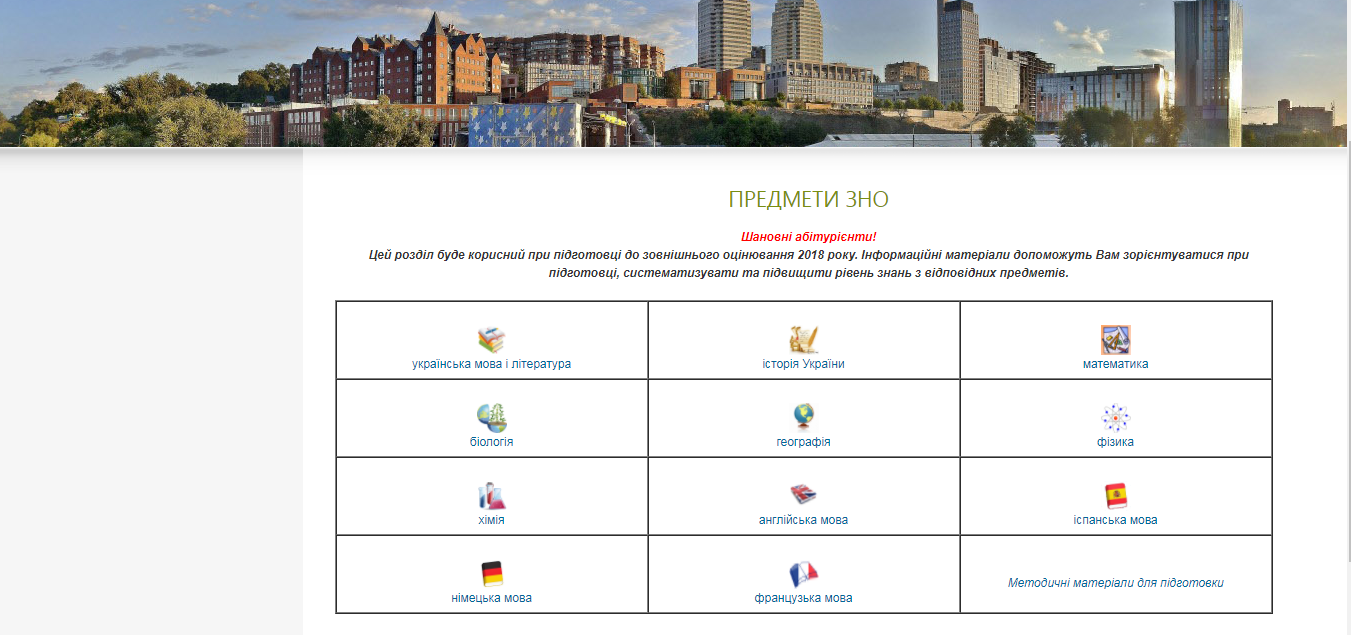 ПРЕДМЕТИ ЗНО
Шановні абітурієнти!
Цей розділ буде корисний при підготовці до зовнішнього оцінювання 2018 року. Інформаційні матеріали допоможуть Вам зорієнтуватися при
підготовці, систематизувати та підвищити рівень знань з відповідних предметів.
українська мова і література
історія України
математика
біологія
географія
фізика
хімія
англійська мова
іспанська мова
німецька мова
французька мова
Методичні матеріали для підготовки